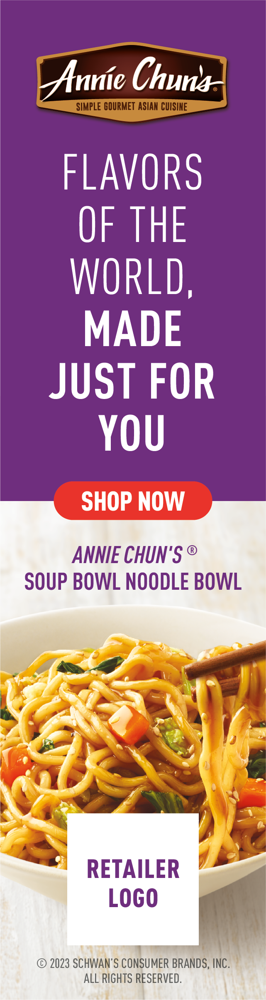 Annie Chun's®
SIMPLE GOURMET ASIAN CUISINE
FLAVORS
OF THE
WORLD,
MADE
JUST FOR
YOU
SHOP NOW
ANNIE CHUN'S ®
SOUP BOWL NOODLE BOWL
RETAILER
LOGO
© 2023 SCHWAN’S CONSUMER BRANDS, INC.
ALL RIGHTS RESERVED.